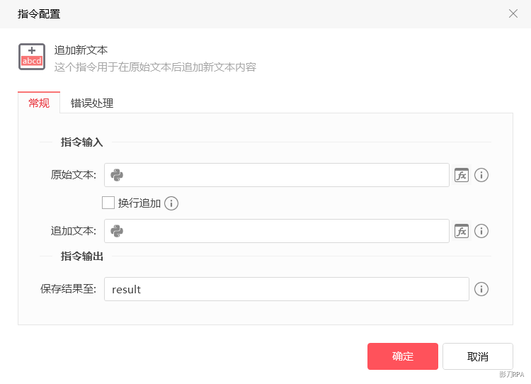 指令配置
abcd
追加新文本
这个指令用于在原始文本后追加新文本内容
常规
错误处理
指令输入
原始文本:
fx
换行追加
追加文本:
fx
指令输出
保存结果至:
result
确定
取消
影刀RPA